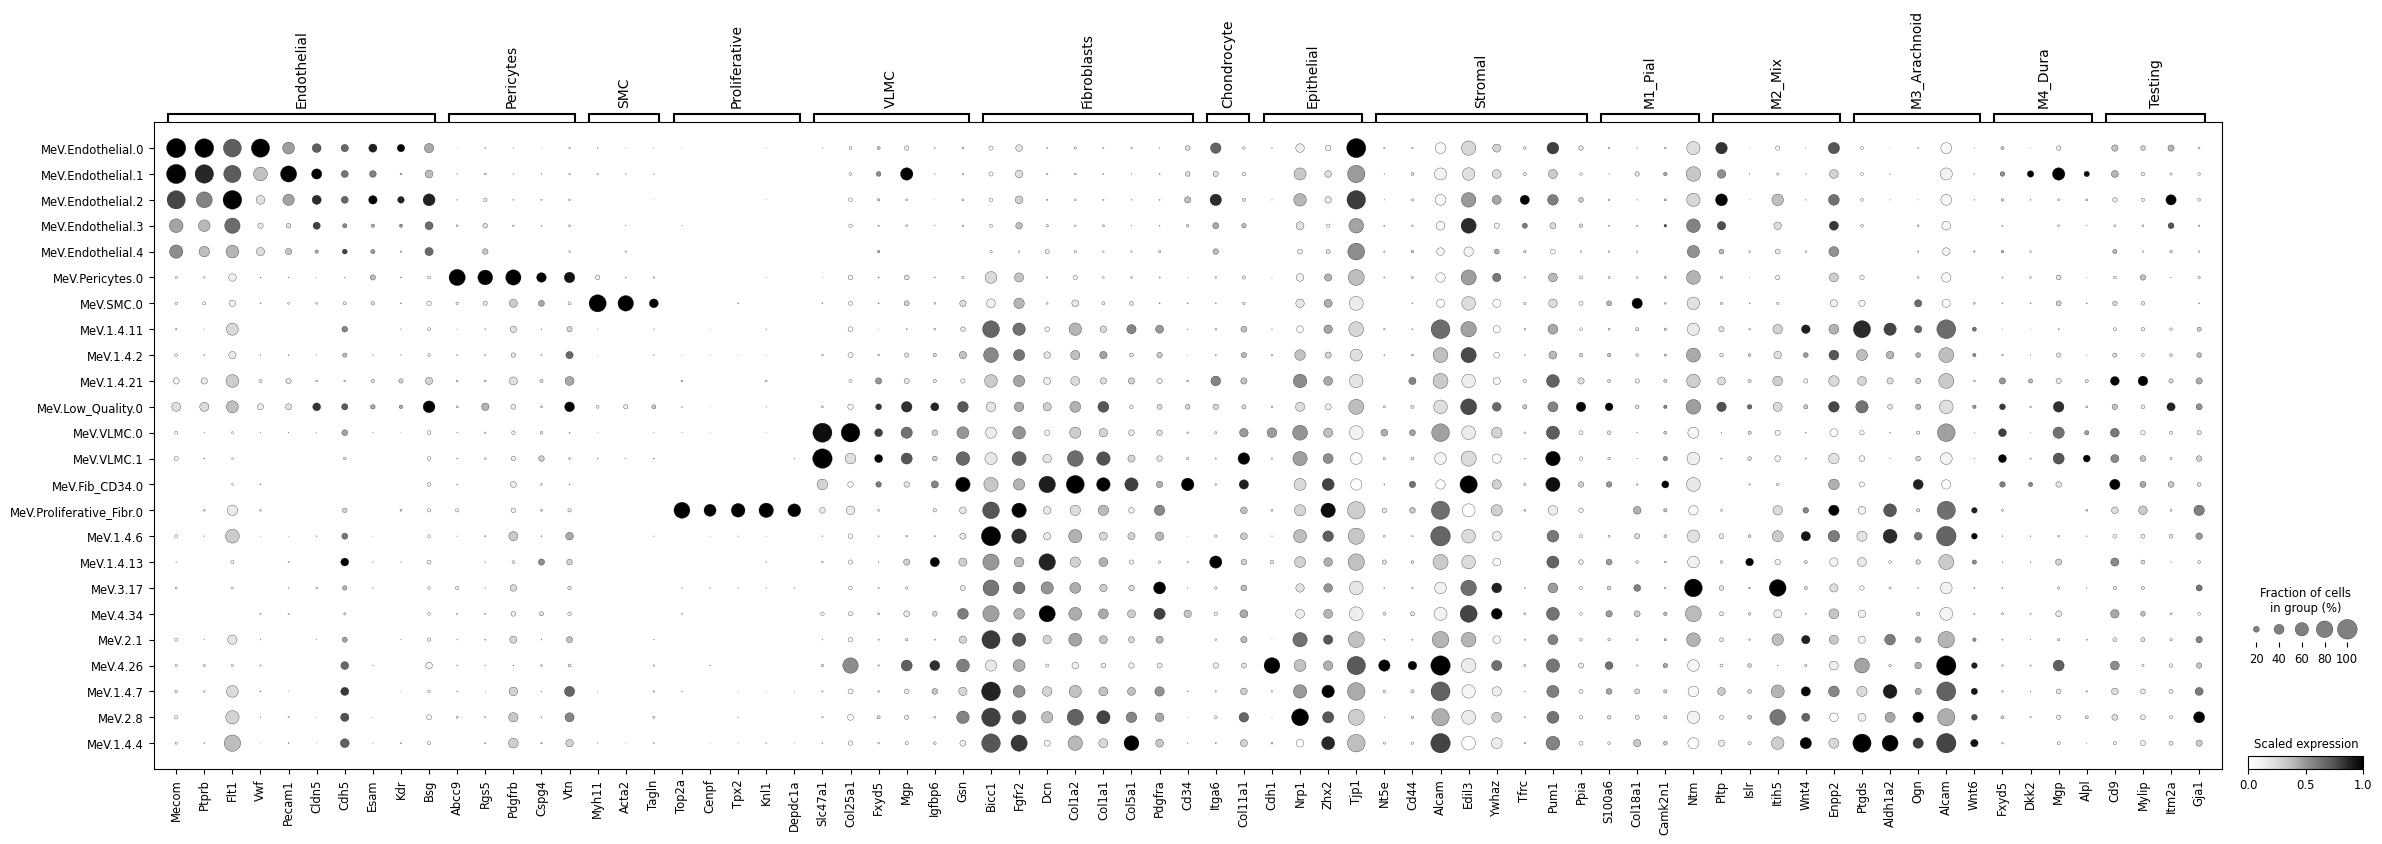 Endothelial
Pericytes
SMC
Proliferative
VLMC
Fibroblasts
Chondrocyte
Epithelial
Stromal
M1_Pial
M2_Mix
M3_Arachnoid
M4_Dura
Testing
MeV.Endothelial.0
MeV.Endothelial.1
MeV.Endothelial.2
MeV.Endothelial.3
MeV.Endothelial.4
MeV.Pericytes.0
MeV.SMC.0
MeV.1.4.11
MeV.1.4.2
MeV.1.4.21
MeV.Low_Quality.0
MeV.VLMC.0
MeV.VLMC.1
MeV.Fib_CD34.0
MeV.Proliferative_Fibr.0
MeV.1.4.6
MeV.1.4.13
MeV.3.17
MeV.4.34
MeV.2.1
MeV.4.26
MeV.1.4.7
MeV.2.8
MeV.1.4.4
Mecom
Ptprb
Flt1
Vwf
Pecam1
Cldn5
Cdh5
Esam
Kdr
Bsg
Abcc9
Rgs5
Pdgfrb
Cspg4
Vtn
Myh11
Acta2
Tagln
Top2a
Cenpf
Tpx2
Knl1
Depdc1a
Slc47a1
Col25a1
Fxyd5
Mgp
Igfbp6
Gsn
Bicc1
Fgfr2
Dcn
Col1a2
Col1a1
Col5a1
Pdgfra
Cd34
Itga6
Col11a1
Cdh1
Nrp1
Zhx2
Tjp1
Nt5e
Cd44
Alcam
Edil3
Ywhaz
Tfrc
Pum1
Ppia
S100a6
Col18a1
Camk2n1
Ntm
Pltp
Islr
Itih5
Wnt4
Enpp2
Ptgds
Aldh1a2
Ogn
Alcam
Wnt6
Fxyd5
Dkk2
Mgp
Alpl
Cd9
Mylip
Itm2a
Gja1
Fraction of cells
in group (%)
20 40 60 80 100
Scaled expression
0.0 0.5 1.0